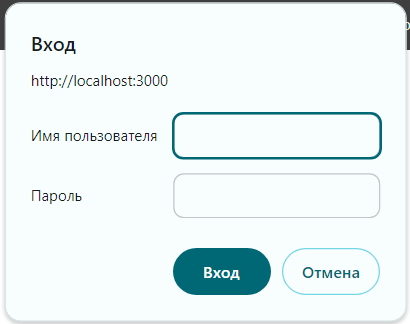 Вход
http://localhost:3000
Имя пользователя
Пароль
Вход Отмена